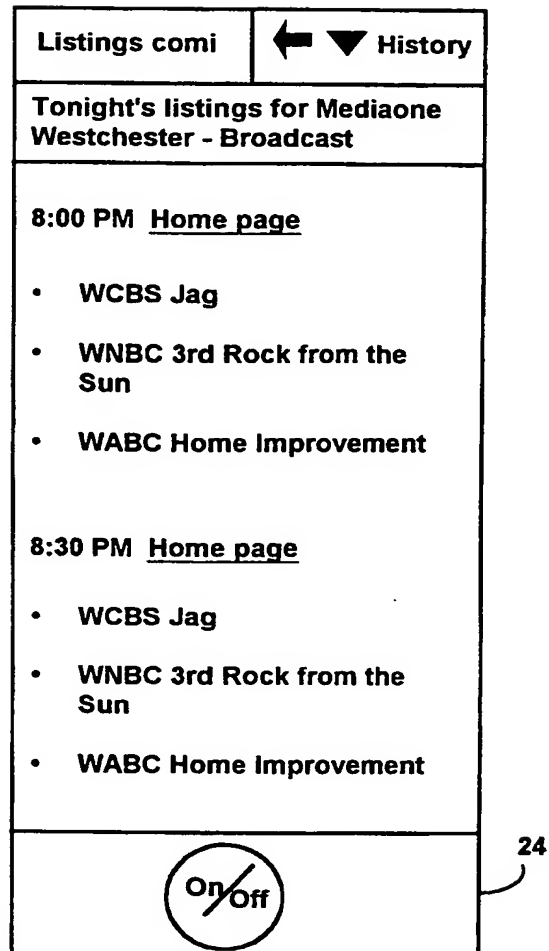 Listings comi
History
Tonight's listings for Mediaone
Westchester - Broadcast
8:00 PM Home page
• WCBS Jag
• WNBC 3rd Rock from the
Sun
• WABC Home Improvement
8:30 PM Home page
• WCBS Jag
• WNBC 3rd Rock from the
Sun
• WABC Home Improvement
24
On/Off